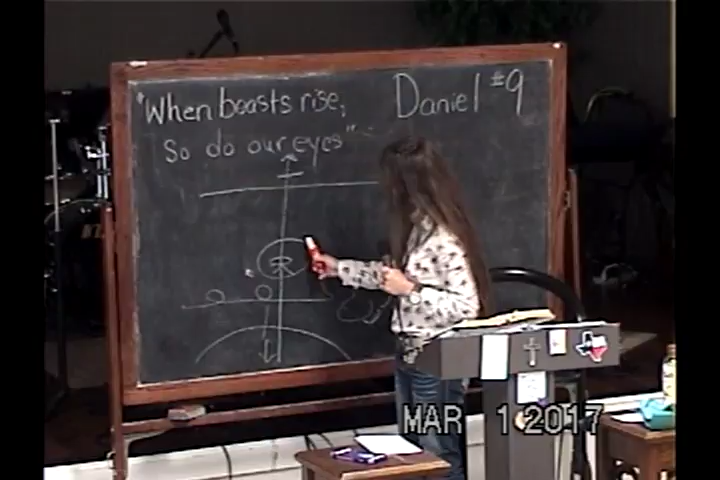 "When beasts rise,
so do our eyes"
Daniel #9
MAR 1 2017